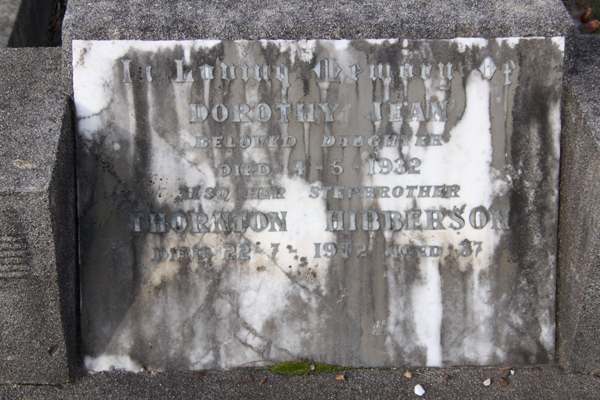 In Loving Memory Of
DOROTHY JEAN
BELOVED DAUGHTER
DIED 4-5-1932
ALSO HER STEPBROTHER
THORNTON HIBBERSON
DIED 22-7-1942 AGED 37